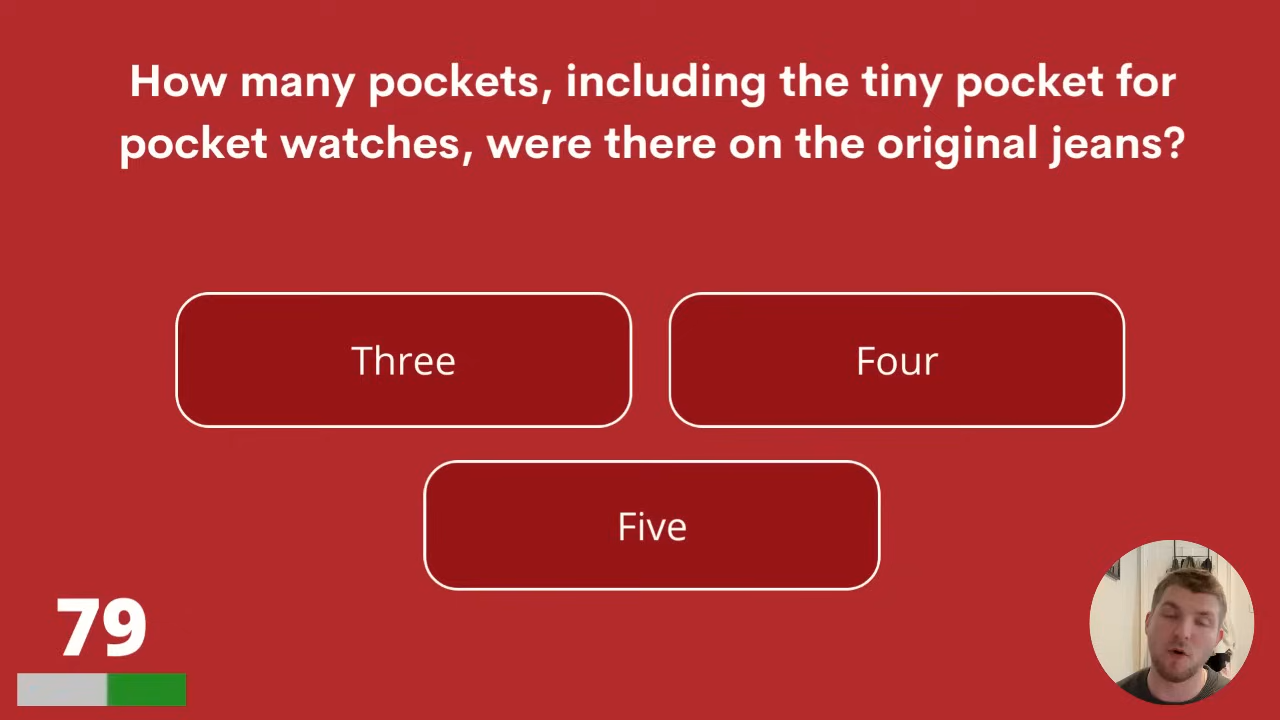 How many pockets, including the tiny pocket for
pocket watches, were there on the original jeans?
Three
Four
Five
79